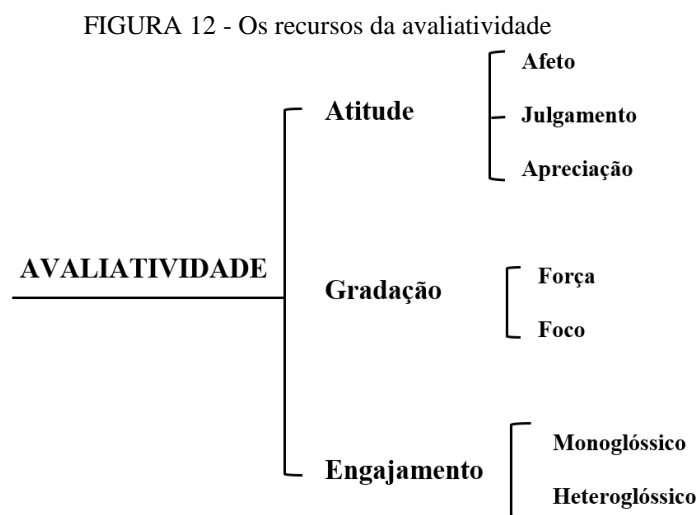 FIGURA 12 - Os recursos da avaliatividade
Afeto
Atitude
Julgamento
Apreciação
AVALIATIVIDADE
Gradação
Força
Foco
Engajamento
Monoglóssico
Heteroglóssico